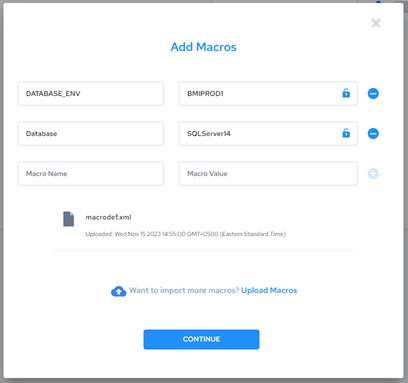 Add Macros
DATABASE_ENV BMIPROD1
Database SQLServer14
Macro Name Macro Value
macrodef.xml
Uploaded: Wed Nov 15 2023 14:55:00 GMT-0500 (Eastern Standard Time)
Want to import more macros? Upload Macros
CONTINUE